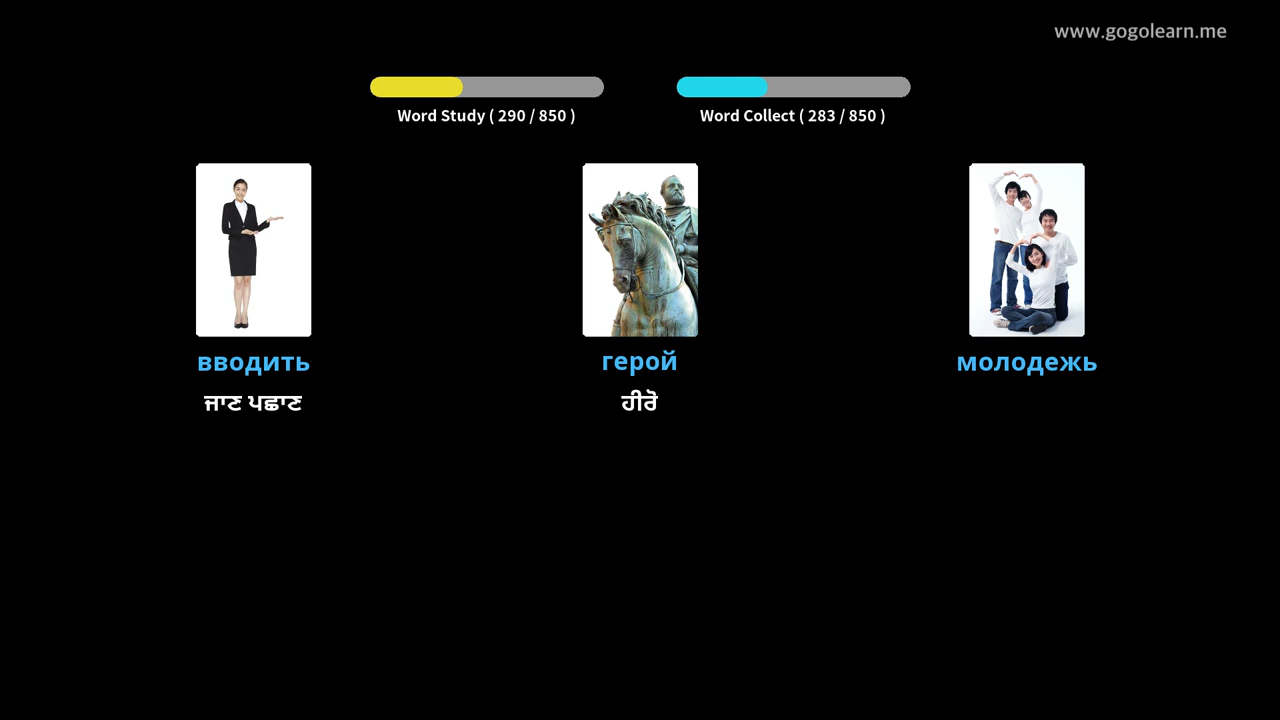 www.gogolearn.me
Word Study ( 290 / 850 )
Word Collect ( 283 / 850 )
вводить
герой
молодежь
ਜਾਣ ਪਛਾਣ
ਹੀਰੋ